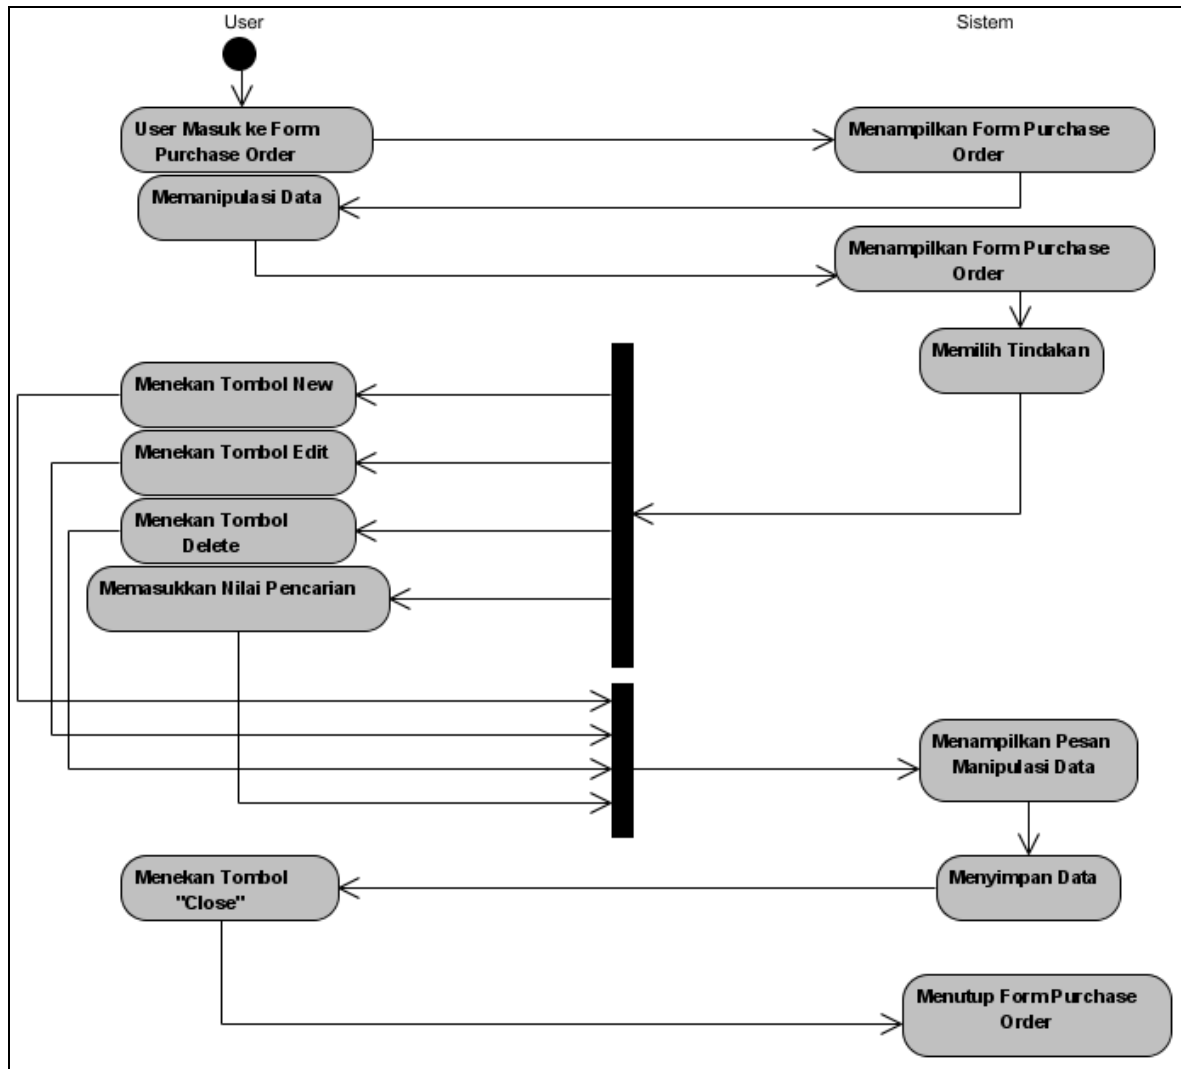 User
Sistem
User Masuk ke Form
Purchase Order
Menampilkan Form Purchase
Order
Memanipulasi Data
Menampilkan Form Purchase
Order
Memilih Tindakan
Menekan Tombol New
Menekan Tombol Edit
Menekan Tombol
Delete
Memasukkan Nilai Pencarian
Menampilkan Pesan
Manipulasi Data
Menyimpan Data
Menekan Tombol
"Close"
Menutup Form Purchase
Order